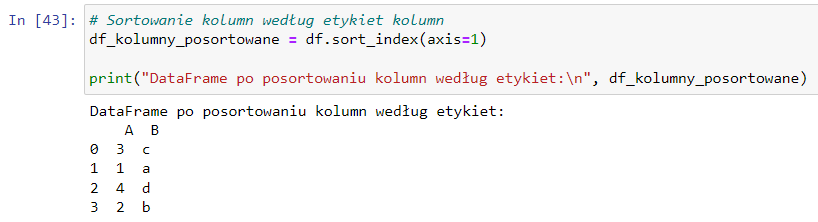 In [43]: # Sortowanie kolumn według etykiet kolumn
df_kolumny_posortowane = df.sort_index(axis=1)
print("DataFrame po posortowaniu kolumn według etykiet:\n", df_kolumny_posortowane)
DataFrame po posortowaniu kolumn według etykiet:
A B
0 3 c
1 1 a
2 4 d
3 2 b